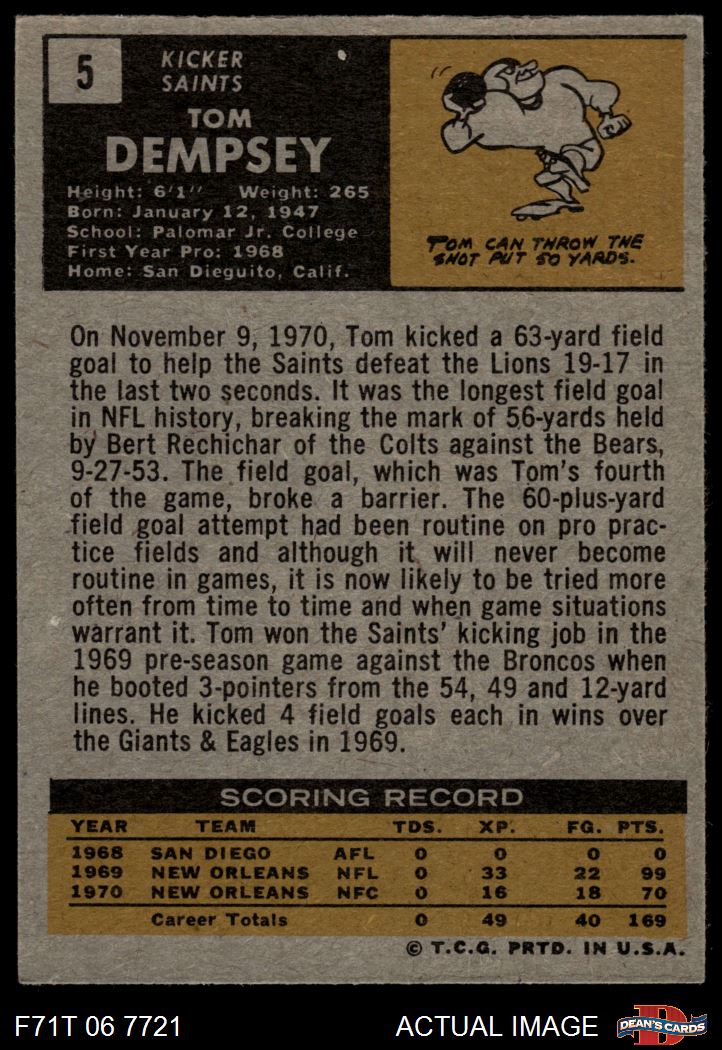 5
KICKER
SAINTS
TOM
DEMPSEY
Height: 6'1" Weight: 265
Born: January 12, 1947
School: Palomar Jr. College
First Year Pro: 1968
Home: San Dieguito, Calif.
TOM CAN THROW THE
SHOT PUT 50 YARDS.
On November 9, 1970, Tom kicked a 63-yard field
goal to help the Saints defeat the Lions 19-17 in
the last two seconds. It was the longest field goal
in NFL history, breaking the mark of 56-yards held
by Bert Rechichar of the Colts against the Bears,
9-27-53. The field goal, which was Tom's fourth
of the game, broke a barrier. The 60-plus-yard
field goal attempt had been routine on pro prac-
tice fields and although it will never become
routine in games, it is now likely to be tried more
often from time to time and when game situations
warrant it. Tom won the Saints' kicking job in the
1969 pre-season game against the Broncos when
he booted 3-pointers from the 54, 49 and 12-yard
lines. He kicked 4 field goals each in wins over
the Giants & Eagles in 1969.
SCORING RECORD
YEAR TEAM TDS. XP. FG. PTS.
1968 SAN DIEGO AFL 0 0 0 0
1969 NEW ORLEANS NFL 0 33 22 99
1970 NEW ORLEANS NFC 0 16 18 70
Career Totals 0 49 40 169
© T.C.G. PRTD. IN U.S.A.
F71T 06 7721 ACTUAL IMAGE D DEAN'S CARDS